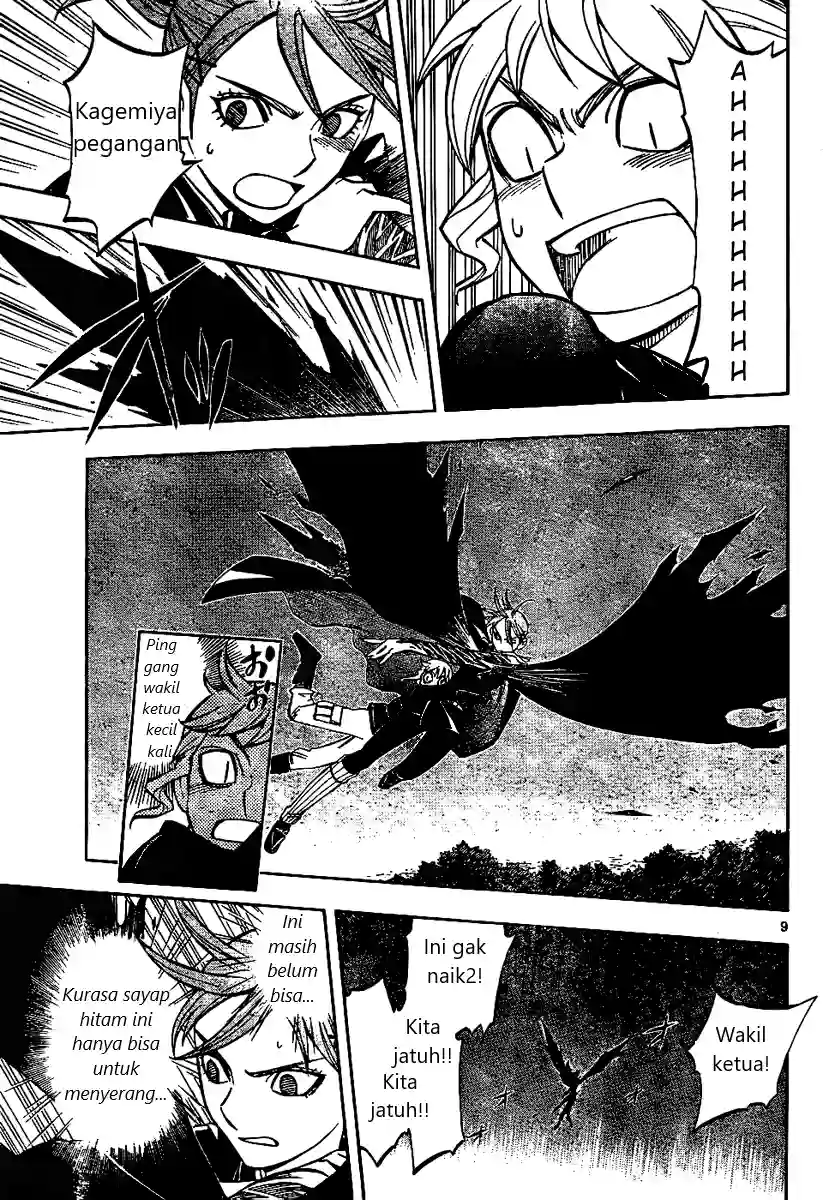 A
H
H
H
H
H
H
H
H
H
H
Kagemiya
pegangan
おおお
Ping
gang
wakil
ketua
kecil
kali
9
Wakil
ketua!
Ini gak
naik2!
Kita
jatuh!!
Kita
jatuh!!
Ini
masih
belum
bisa...
Kurasa sayap
hitam ini
hanya bisa
untuk
menyerang...